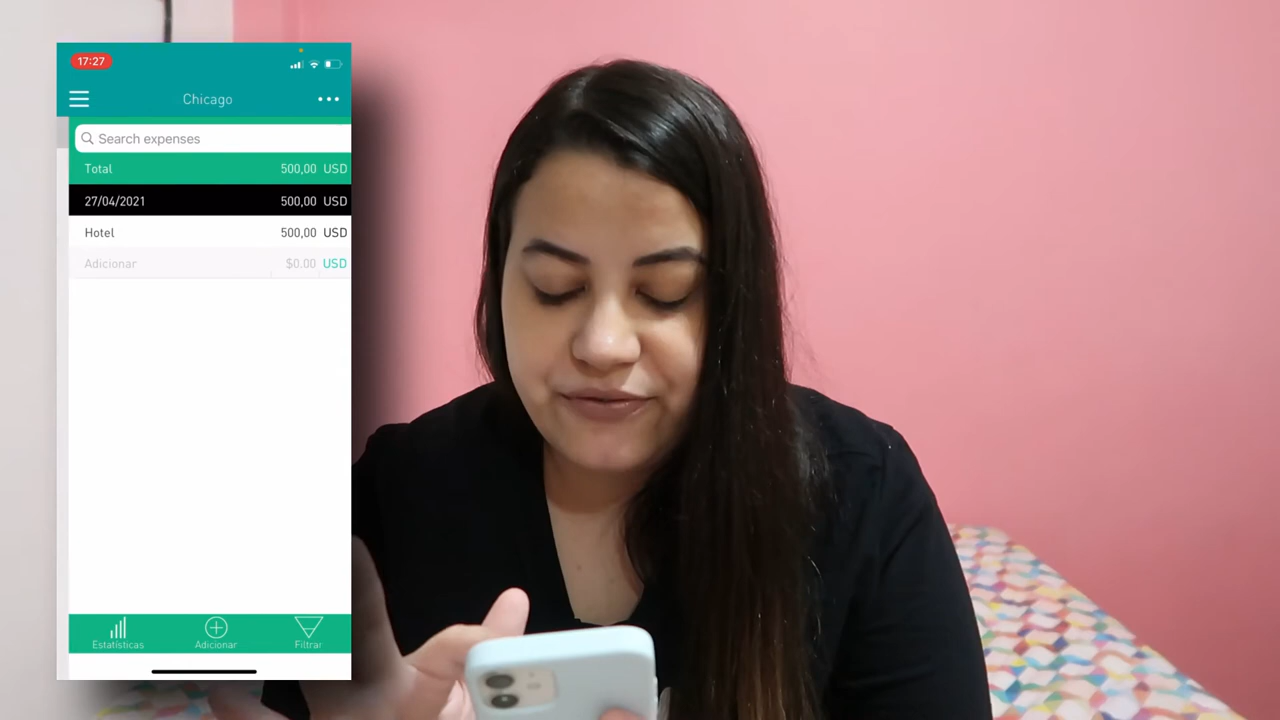 17:27
Chicago
Search expenses
Total 500,00 USD
27/04/2021 500,00 USD
Hotel 500,00 USD
Adicionar $0.00 USD
Estatísticas Adicionar Filtrar